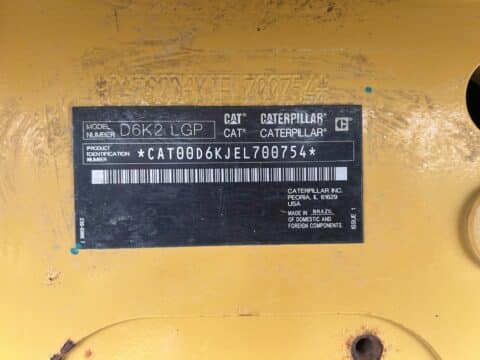 MODEL NUMBER D6K2 LGP
CAT CATERPILLAR
CAT® CATERPILLAR®
PRODUCT IDENTIFICATION NUMBER *CAT00D6KJEL700754*
CATERPILLAR INC.
PEORIA, IL 61629
USA
MADE IN BRAZIL
OF DOMESTIC AND
FOREIGN COMPONENTS
ISSUE 1